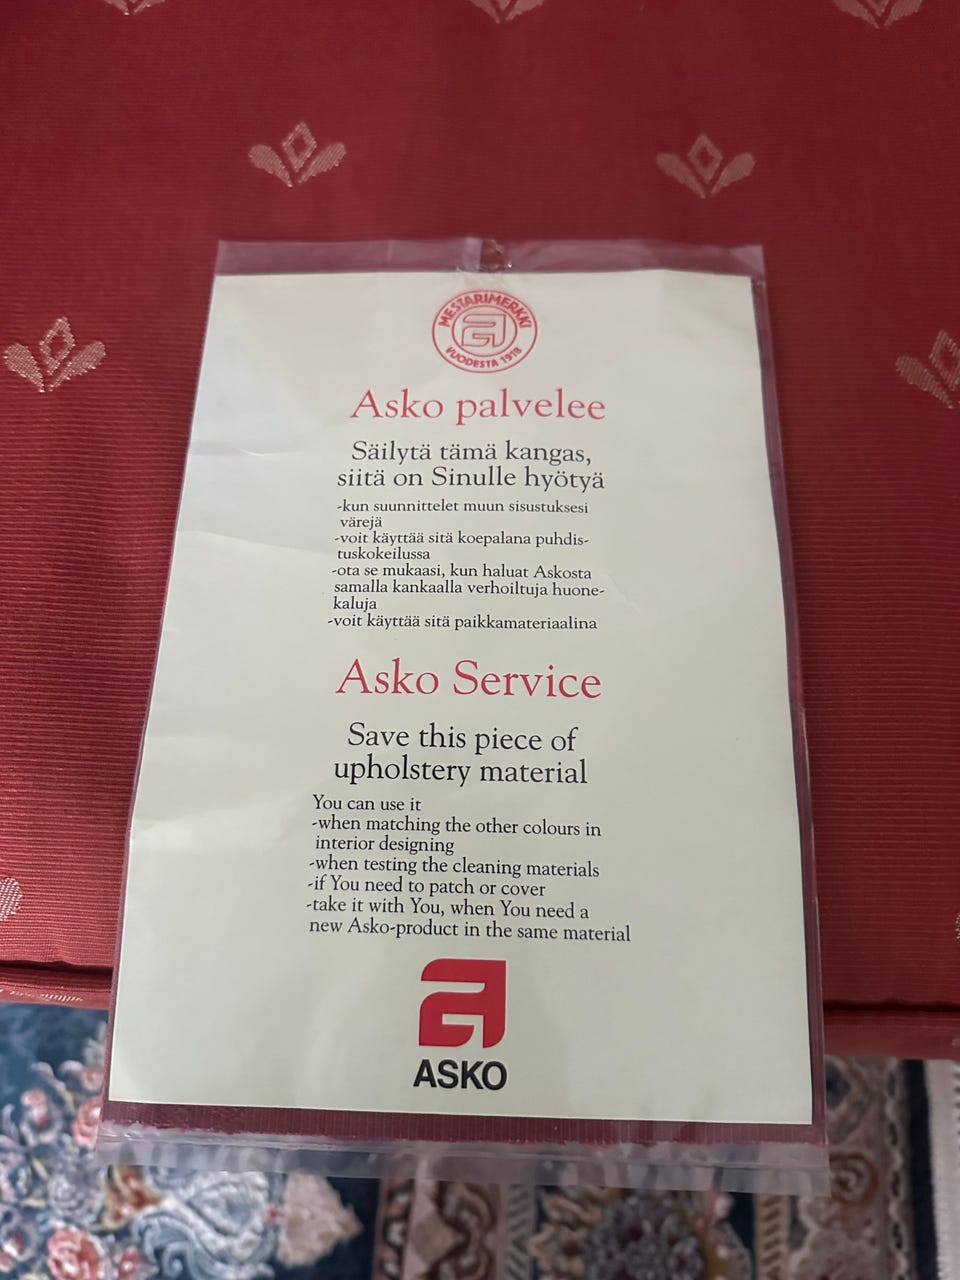 MESTARIMERKKI
VUODESTA 1918
Asko palvelee
Säilytä tämä kangas,
siitä on Sinulle hyötyä
-kun suunnittelet muun sisustuksesi
värejä
-voit käyttää sitä koepalana puhdis-
tuskokeilussa
-ota se mukaasi, kun haluat Askosta
samalla kankaalla verhoiltuja huone-
kaluja
-voit käyttää sitä paikkamateriaalina
Asko Service
Save this piece of
upholstery material
You can use it
-when matching the other colours in
interior designing
-when testing the cleaning materials
-if You need to patch or cover
-take it with You, when You need a
new Asko-product in the same material
ASKO